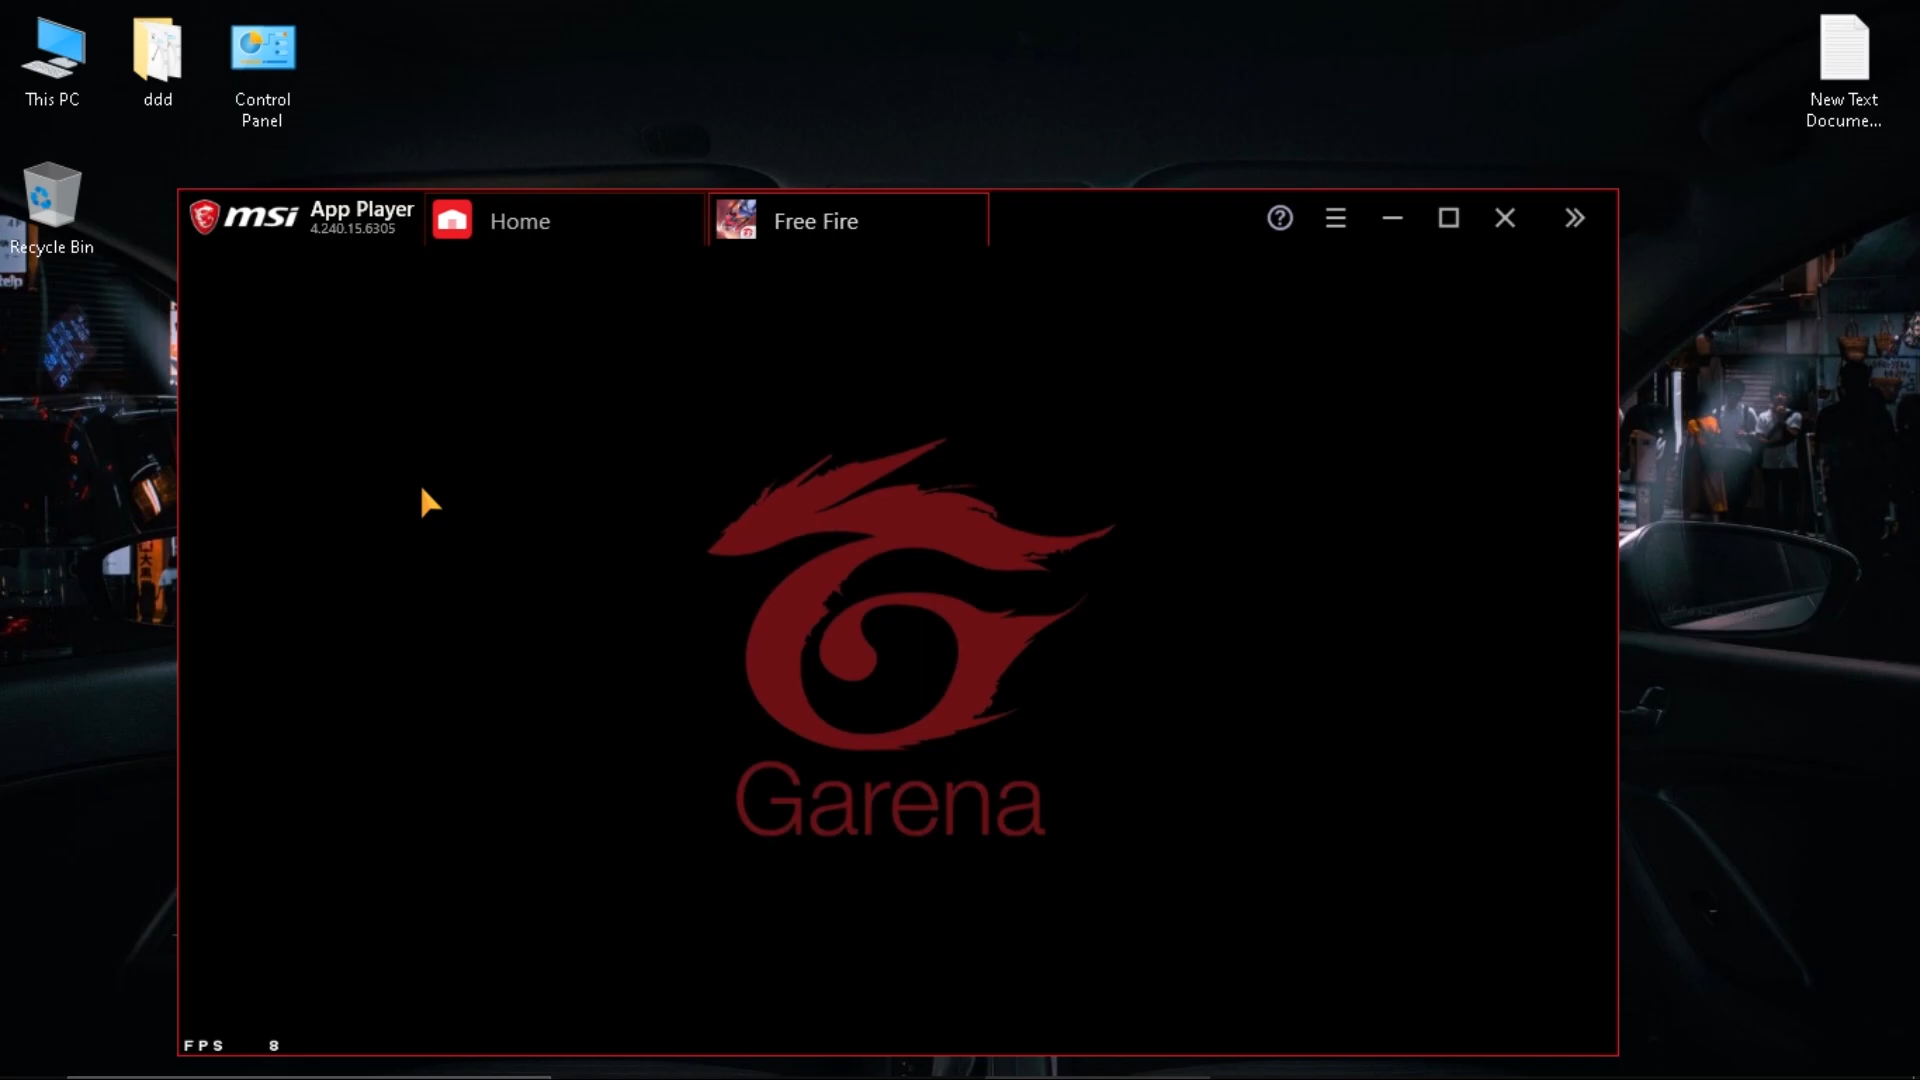 This PC
ddd
Control
Panel
New Text
Docume...
Recycle Bin
elp
msi
App Player
4.240.15.6305
Home
Free Fire
Garena
FPS 8